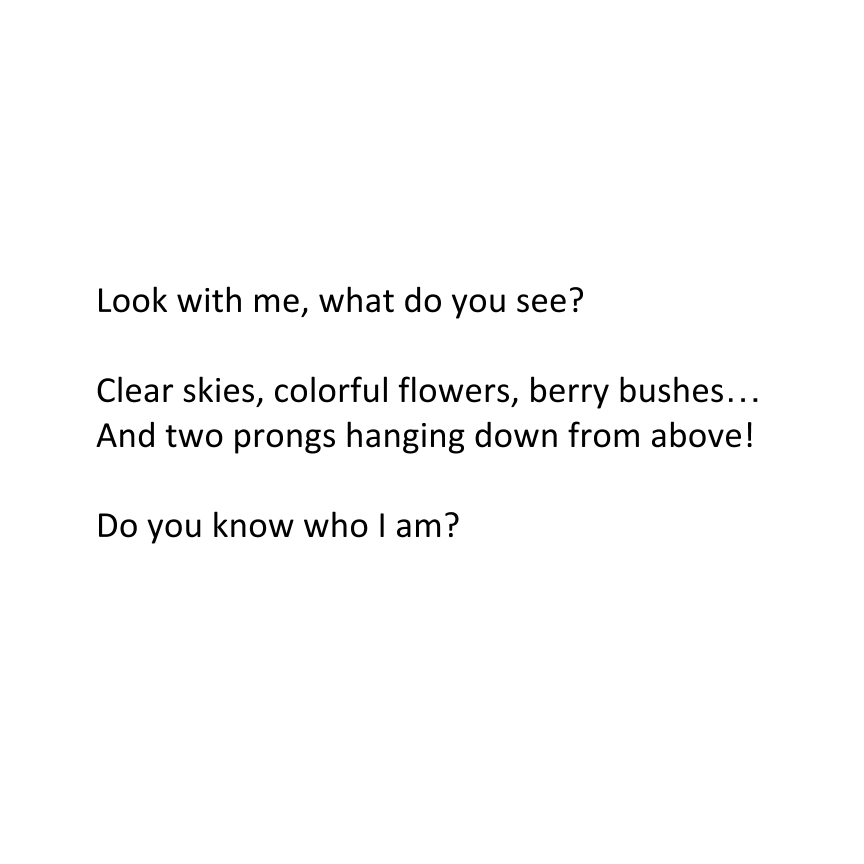 Look with me, what do you see?
Clear skies, colorful flowers, berry bushes…
And two prongs hanging down from above!
Do you know who I am?